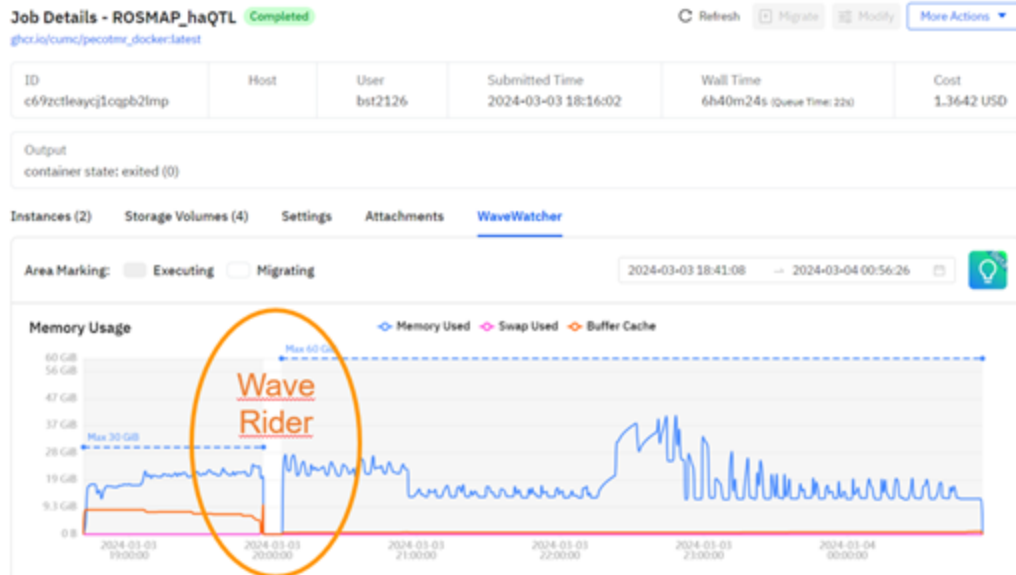 Job Details - ROSMAP_haQTL Completed
Refresh Migrate Modify More Actions
ghcr.io/cumc/pecotmr_docker:latest
ID Host User Submitted Time Wall Time Cost
c69zctleaycj1cqpb2lmp bst2126 2024-03-03 18:16:02 6h40m24s (Queue Time: 22s) 1.3642 USD
Output
container state: exited (0)
Instances (2) Storage Volumes (4) Settings Attachments WaveWatcher
Area Marking: Executing Migrating 2024-03-03 18:41:08 → 2024-03-04 00:56:26
Memory Usage Memory Used Swap Used Buffer Cache
Max 60 GiB
60 GiB
56 GiB
47 GiB
37 GiB
28 GiB
19 GiB
9.3 GiB
0 B
Max 30 GiB
Wave
Rider
2024-03-03 2024-03-03 2024-03-03 2024-03-03 2024-03-03 2024-03-04
19:00:00 20:00:00 21:00:00 22:00:00 23:00:00 00:00:00